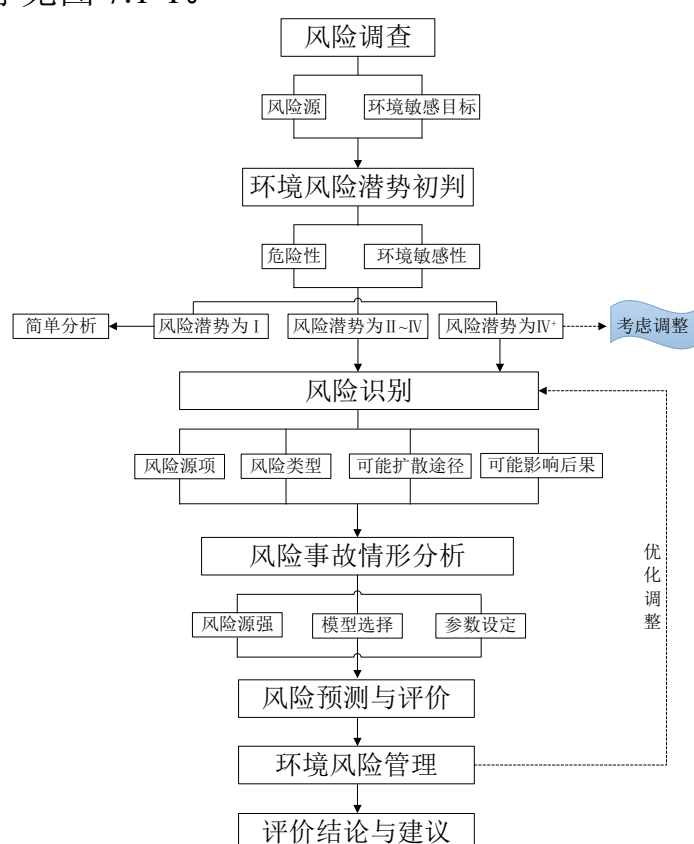 见图 7.1-1。
风险调查
风险源 环境敏感目标
环境风险潜势初判
危险性 环境敏感性
简单分析 风险潜势为Ⅰ 风险潜势为Ⅱ~Ⅳ 风险潜势为Ⅳ⁺ 考虑调整
风险识别
风险源项 风险类型 可能扩散途径 可能影响后果
风险事故情形分析
优化调整
风险源强 模型选择 参数设定
风险预测与评价
环境风险管理
评价结论与建议